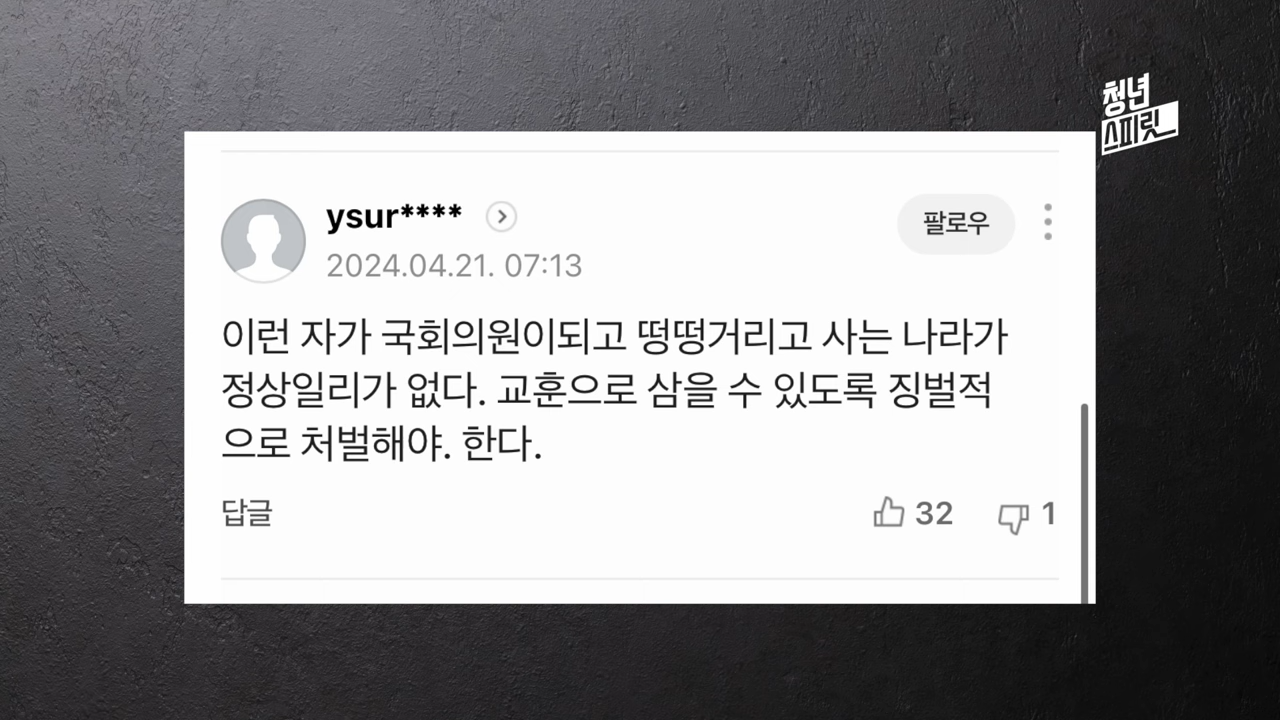 청년
스피릿
ysur****
팔로우
2024.04.21. 07:13
이런 자가 국회의원이되고 떵떵거리고 사는 나라가
정상일리가 없다. 교훈으로 삼을 수 있도록 징벌적
으로 처벌해야. 한다.
답글 32 1